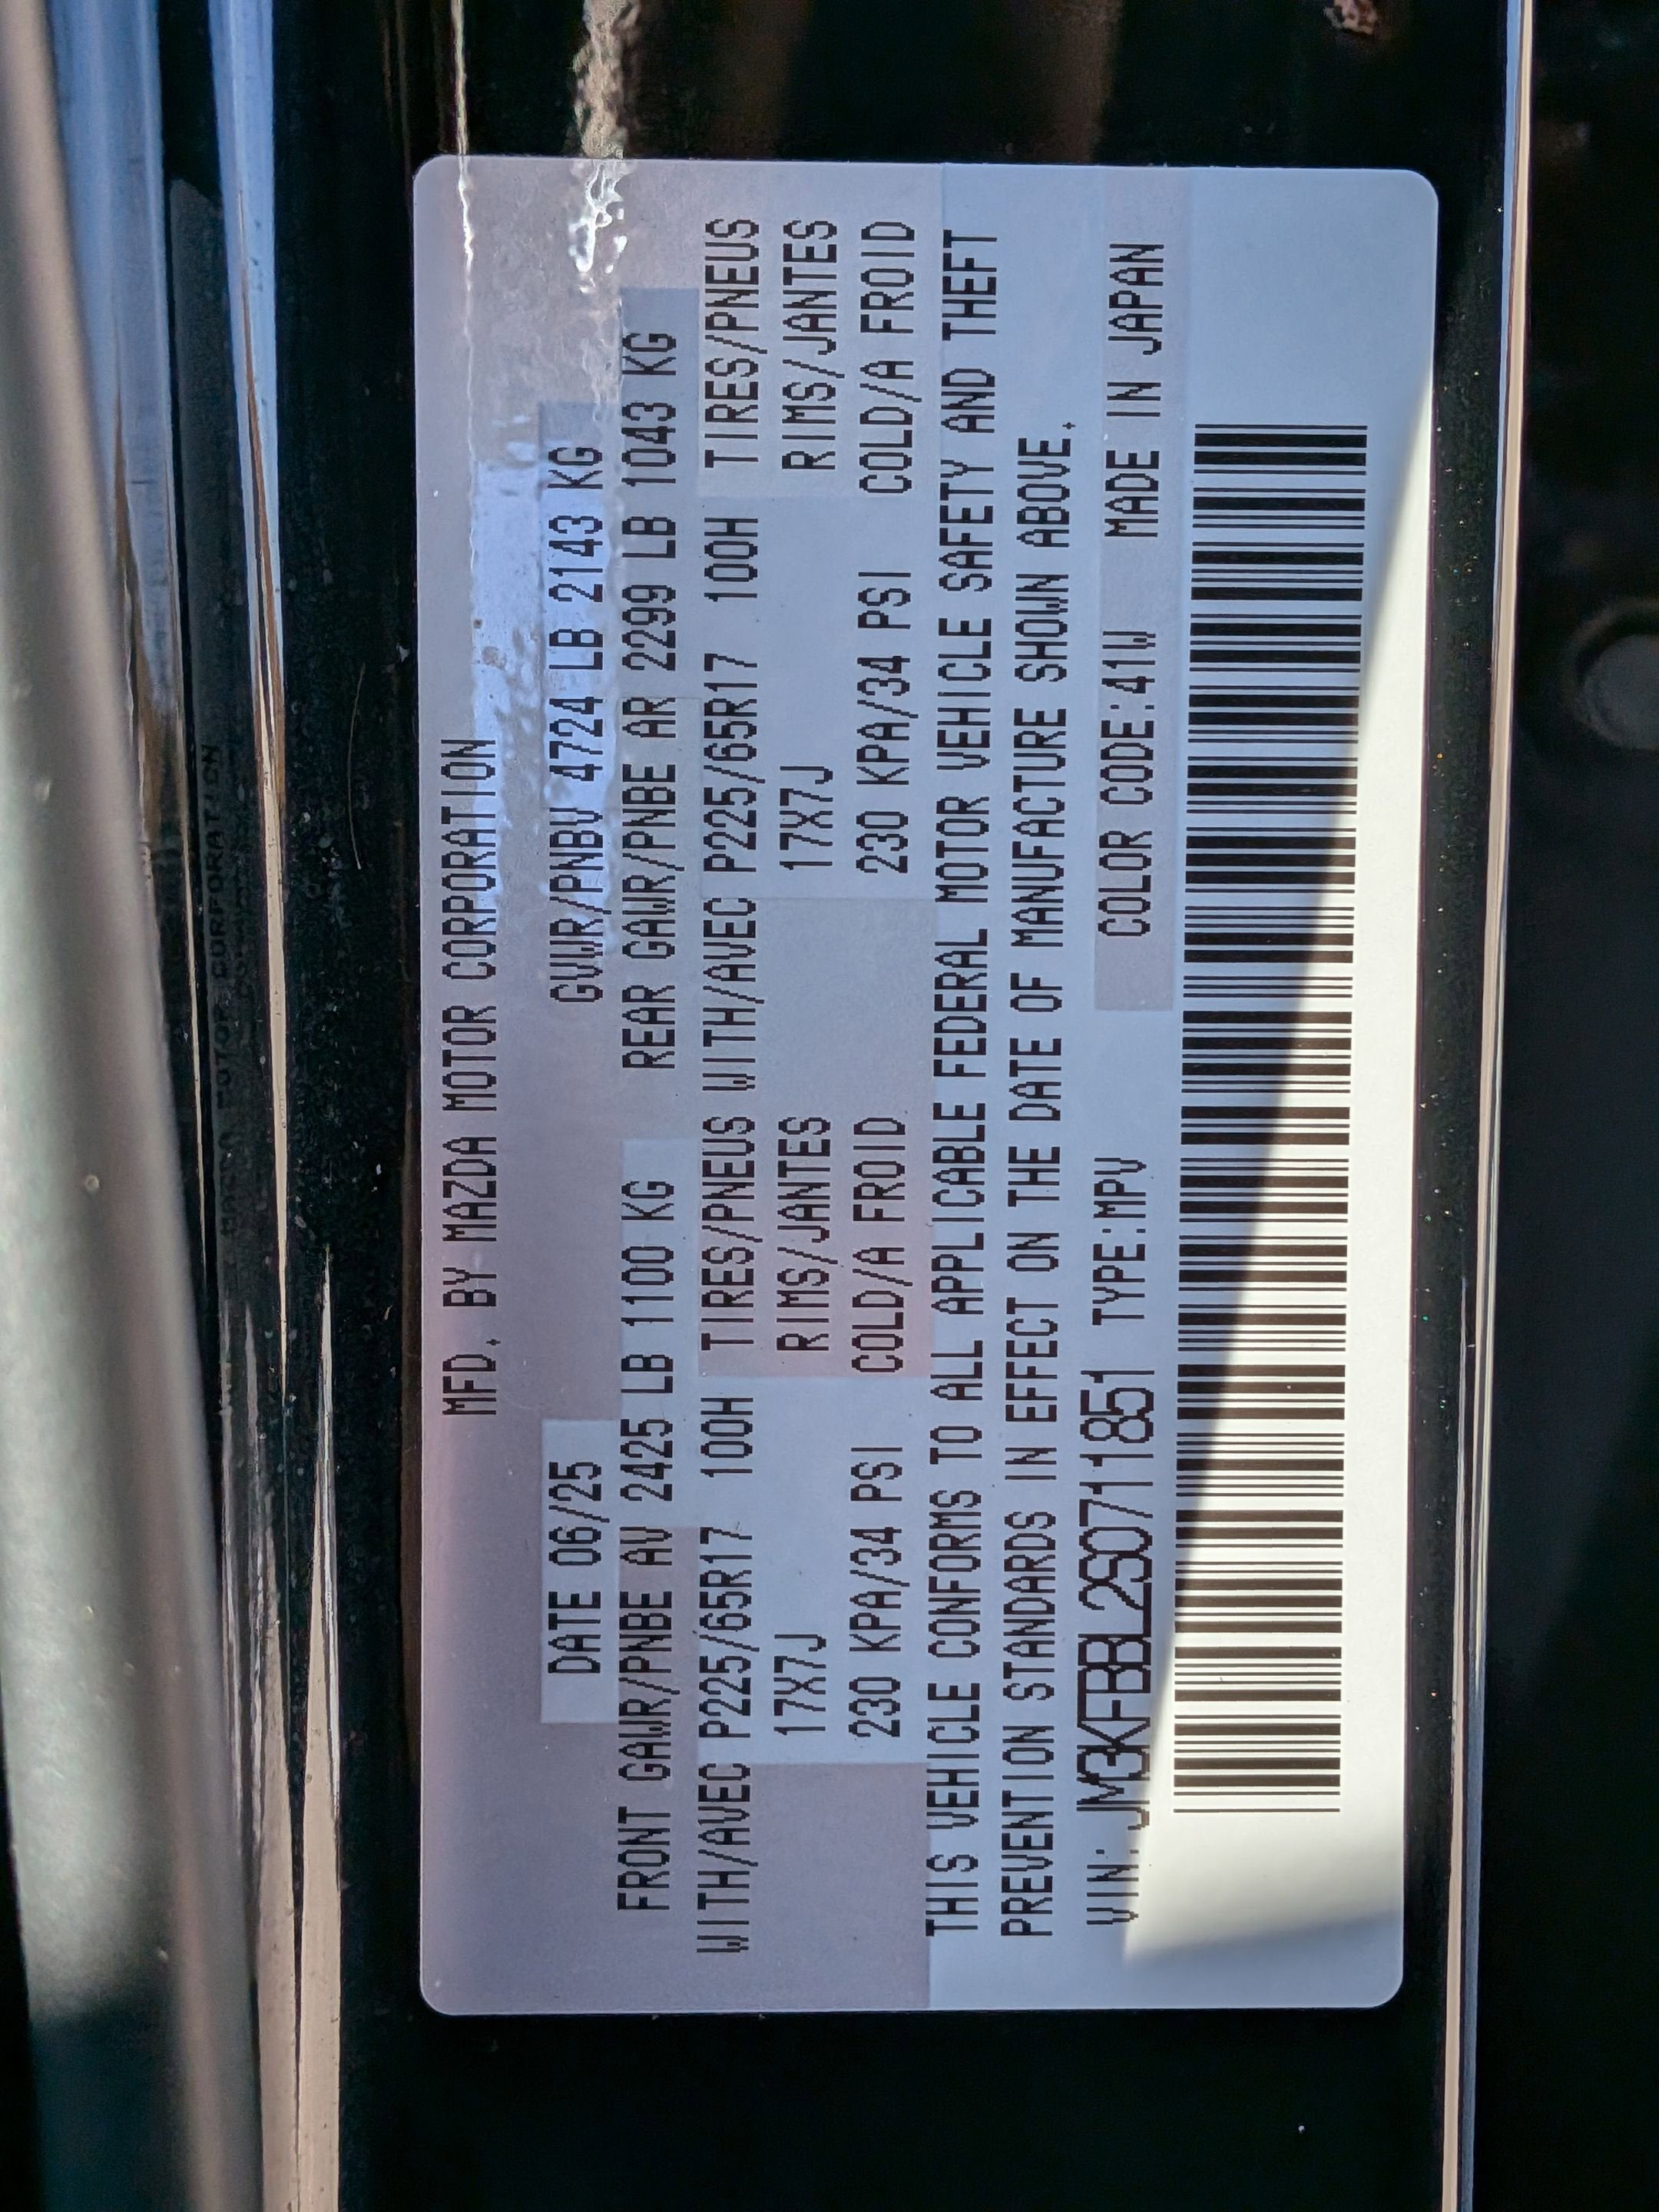 MFD. BY MAZDA MOTOR CORPORATION
DATE 06/25 GVWR/PNBV 4724 LB 2143 KG
FRONT GAWR/PNBE AV 2425 LB 1100 KG REAR GAWR/PNBE AR 2299 LB 1043 KG
WITH/AVEC P225/65R17 100H TIRES/PNEUS WITH/AVEC P225/65R17 100H TIRES/PNEUS
17X7J RIMS/JANTES 17X7J RIMS/JANTES
230 KPA/34 PSI COLD/A FROID 230 KPA/34 PSI COLD/A FROID
THIS VEHICLE CONFORMS TO ALL APPLICABLE FEDERAL MOTOR VEHICLE SAFETY AND THEFT
PREVENTION STANDARDS IN EFFECT ON THE DATE OF MANUFACTURE SHOWN ABOVE.
VIN: JM3KFBBL2S0711851 TYPE:MPV COLOR CODE:41W MADE IN JAPAN